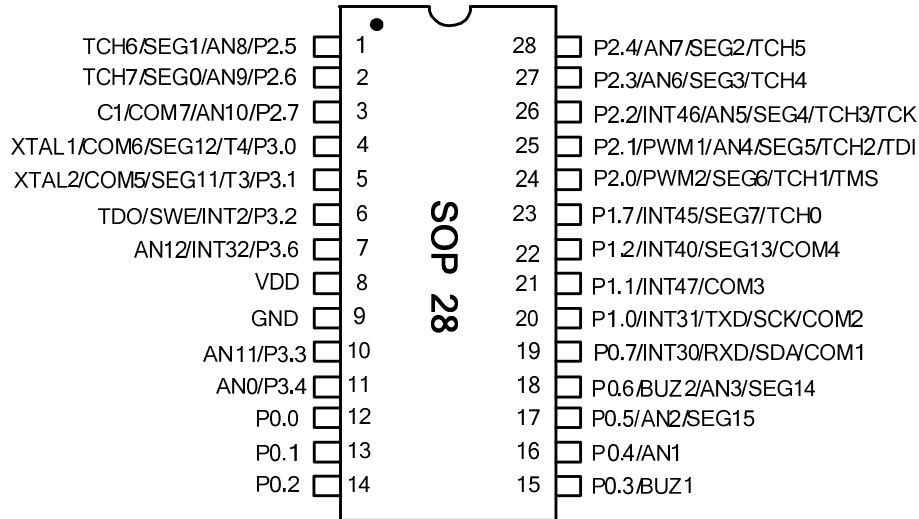 TCH6/SEG1/AN8/P2.5 1 28 P2.4/AN7/SEG2/TCH5
TCH7/SEG0/AN9/P2.6 2 27 P2.3/AN6/SEG3/TCH4
C1/COM7/AN10/P2.7 3 26 P2.2/INT46/AN5/SEG4/TCH3/TCK
XTAL1/COM6/SEG12/T4/P3.0 4 25 P2.1/PWM1/AN4/SEG5/TCH2/TDI
XTAL2/COM5/SEG11/T3/P3.1 5 24 P2.0/PWM2/SEG6/TCH1/TMS
TDO/SWE/INT2/P3.2 6 23 P1.7/INT45/SEG7/TCH0
AN12/INT32/P3.6 7 22 P1.2/INT40/SEG13/COM4
VDD 8 21 P1.1/INT47/COM3
GND 9 20 P1.0/INT31/TXD/SCK/COM2
AN11/P3.3 10 19 P0.7/INT30/RXD/SDA/COM1
AN0/P3.4 11 18 P0.6/BUZ2/AN3/SEG14
P0.0 12 17 P0.5/AN2/SEG15
P0.1 13 16 P0.4/AN1
P0.2 14 15 P0.3/BUZ1
SOP 28